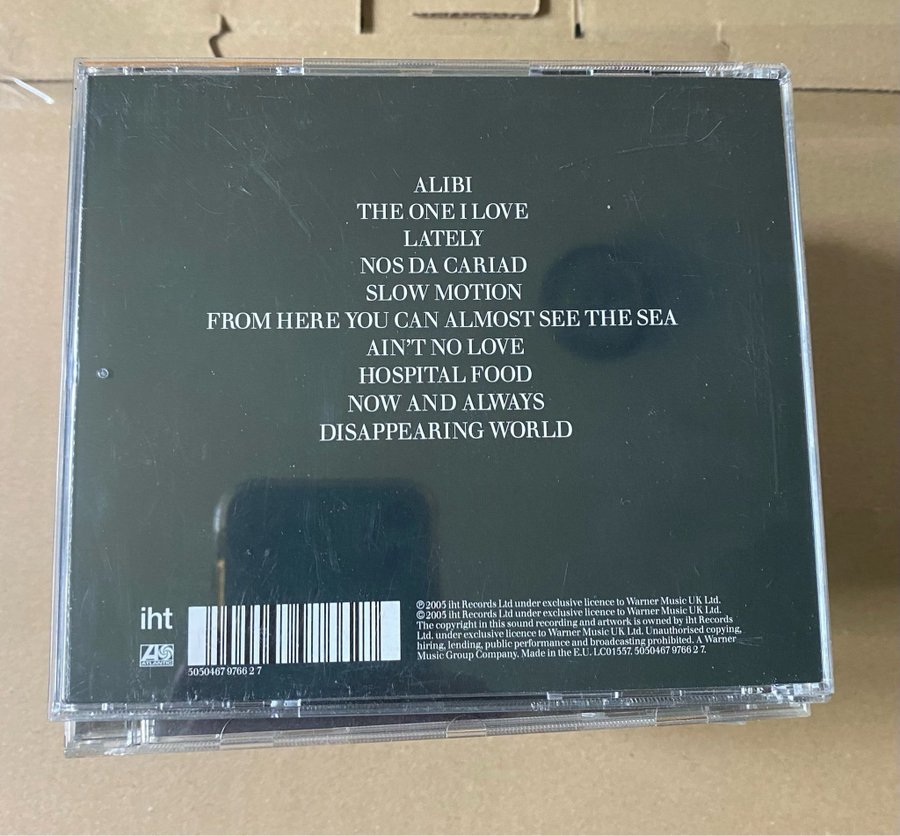 ALIBI
THE ONE I LOVE
LATELY
NOS DA CARIAD
SLOW MOTION
FROM HERE YOU CAN ALMOST SEE THE SEA
AIN'T NO LOVE
HOSPITAL FOOD
NOW AND ALWAYS
DISAPPEARING WORLD
iht
ATLANTIC
5050467 9766 2 7
℗ 2005 iht Records Ltd under exclusive licence to Warner Music UK Ltd.
© 2005 iht Records Ltd under exclusive licence to Warner Music UK Ltd.
The copyright in this sound recording and artwork is owned by iht Records
Ltd. under exclusive licence to Warner Music UK Ltd. Unauthorised copying,
hiring, lending, public performance and broadcasting prohibited. A Warner
Music Group Company. Made in the E.U. LC01557. 5050467 9766 2 7.